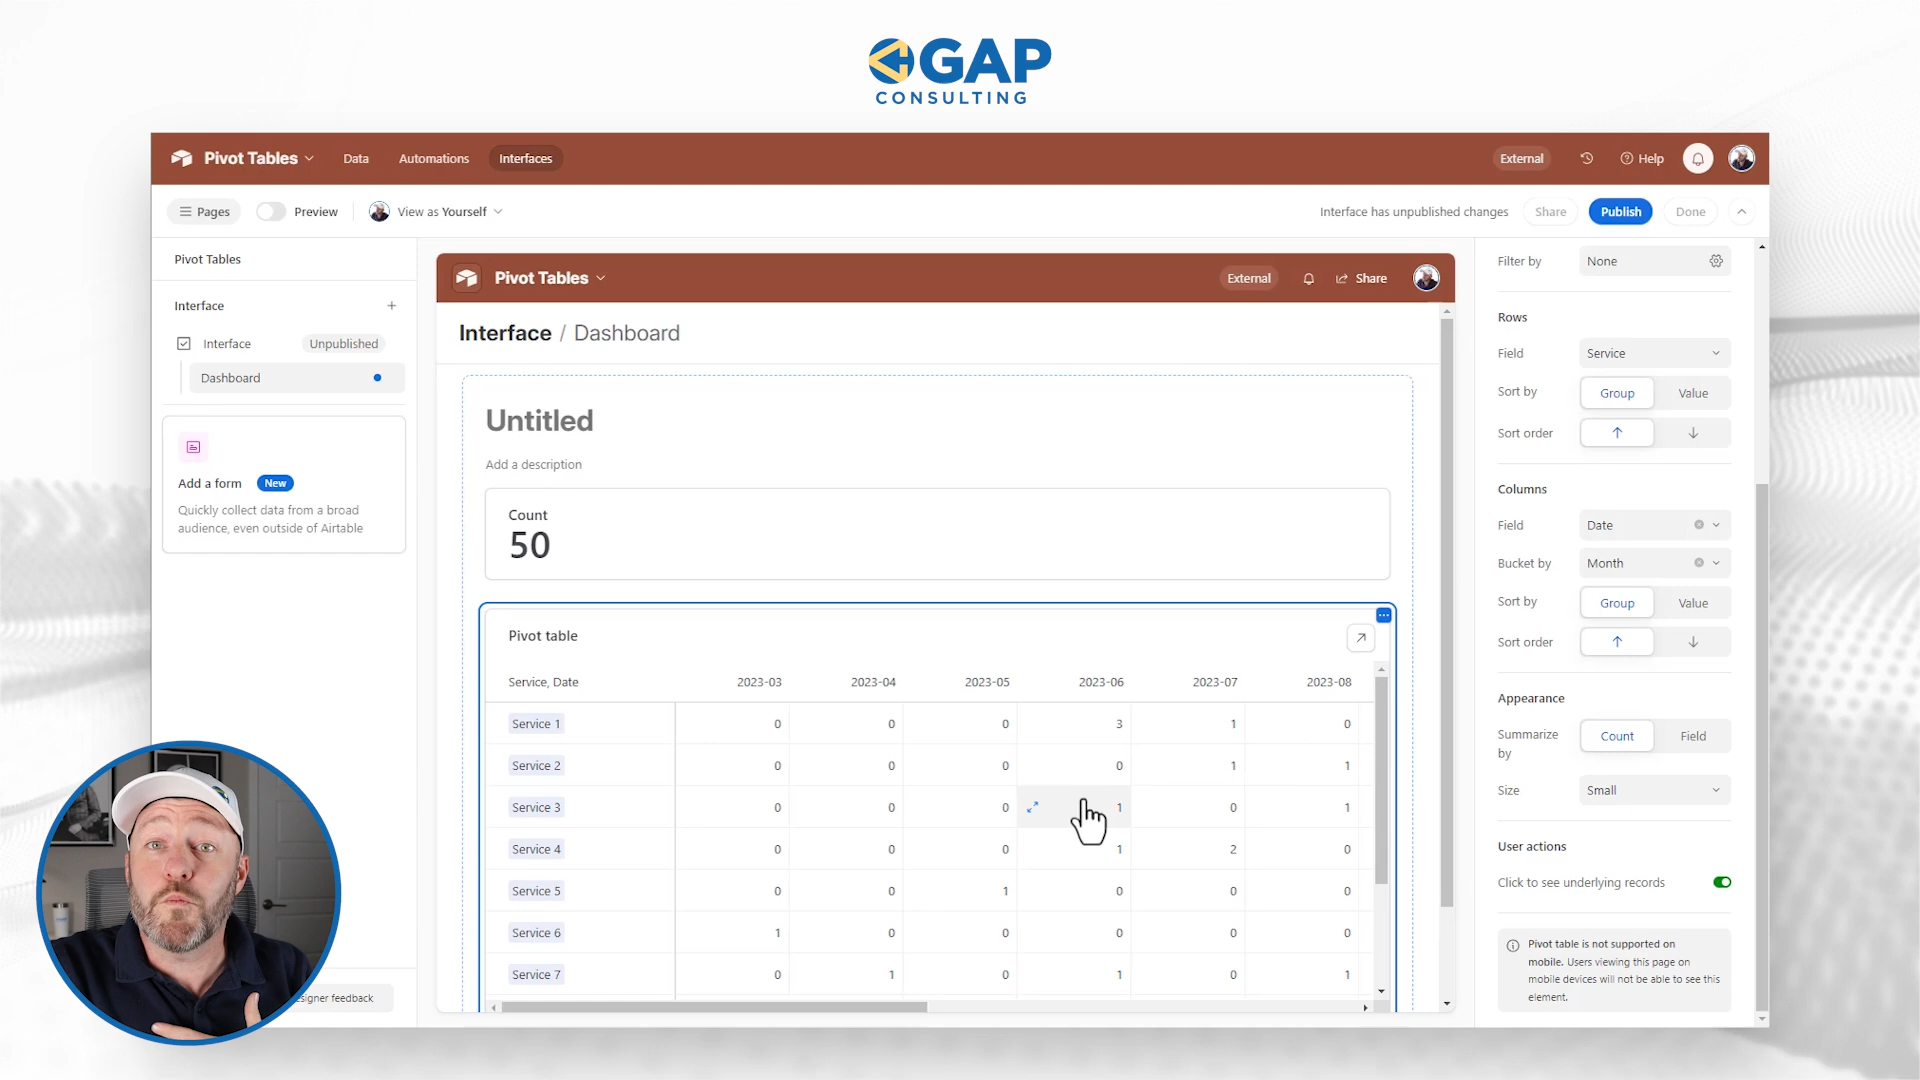 GAP
CONSULTING
Pivot Tables
Data
Automations
Interfaces
External
Help
Pages
Preview
View as Yourself
Interface has unpublished changes
Share
Publish
Done
Pivot Tables
Interface
Interface
Unpublished
Dashboard
Add a form
New
Quickly collect data from a broad
audience, even outside of Airtable
esigner feedback
Pivot Tables
External
Share
Interface / Dashboard
Untitled
Add a description
Count
50
Pivot table
Service, Date 2023-03 2023-04 2023-05 2023-06 2023-07 2023-08
Service 1 0 0 0 3 1 0
Service 2 0 0 0 0 1 1
Service 3 0 0 0 1 0 1
Service 4 0 0 0 1 2 0
Service 5 0 0 1 0 0 0
Service 6 1 0 0 0 0 0
Service 7 0 1 0 1 0 1
Filter by None
Rows
Field Service
Sort by Group Value
Sort order
Columns
Field Date
Bucket by Month
Sort by Group Value
Sort order
Appearance
Summarize
by
Count Field
Size Small
User actions
Click to see underlying records
Pivot table is not supported on
mobile. Users viewing this page on
mobile devices will not be able to see this
element.